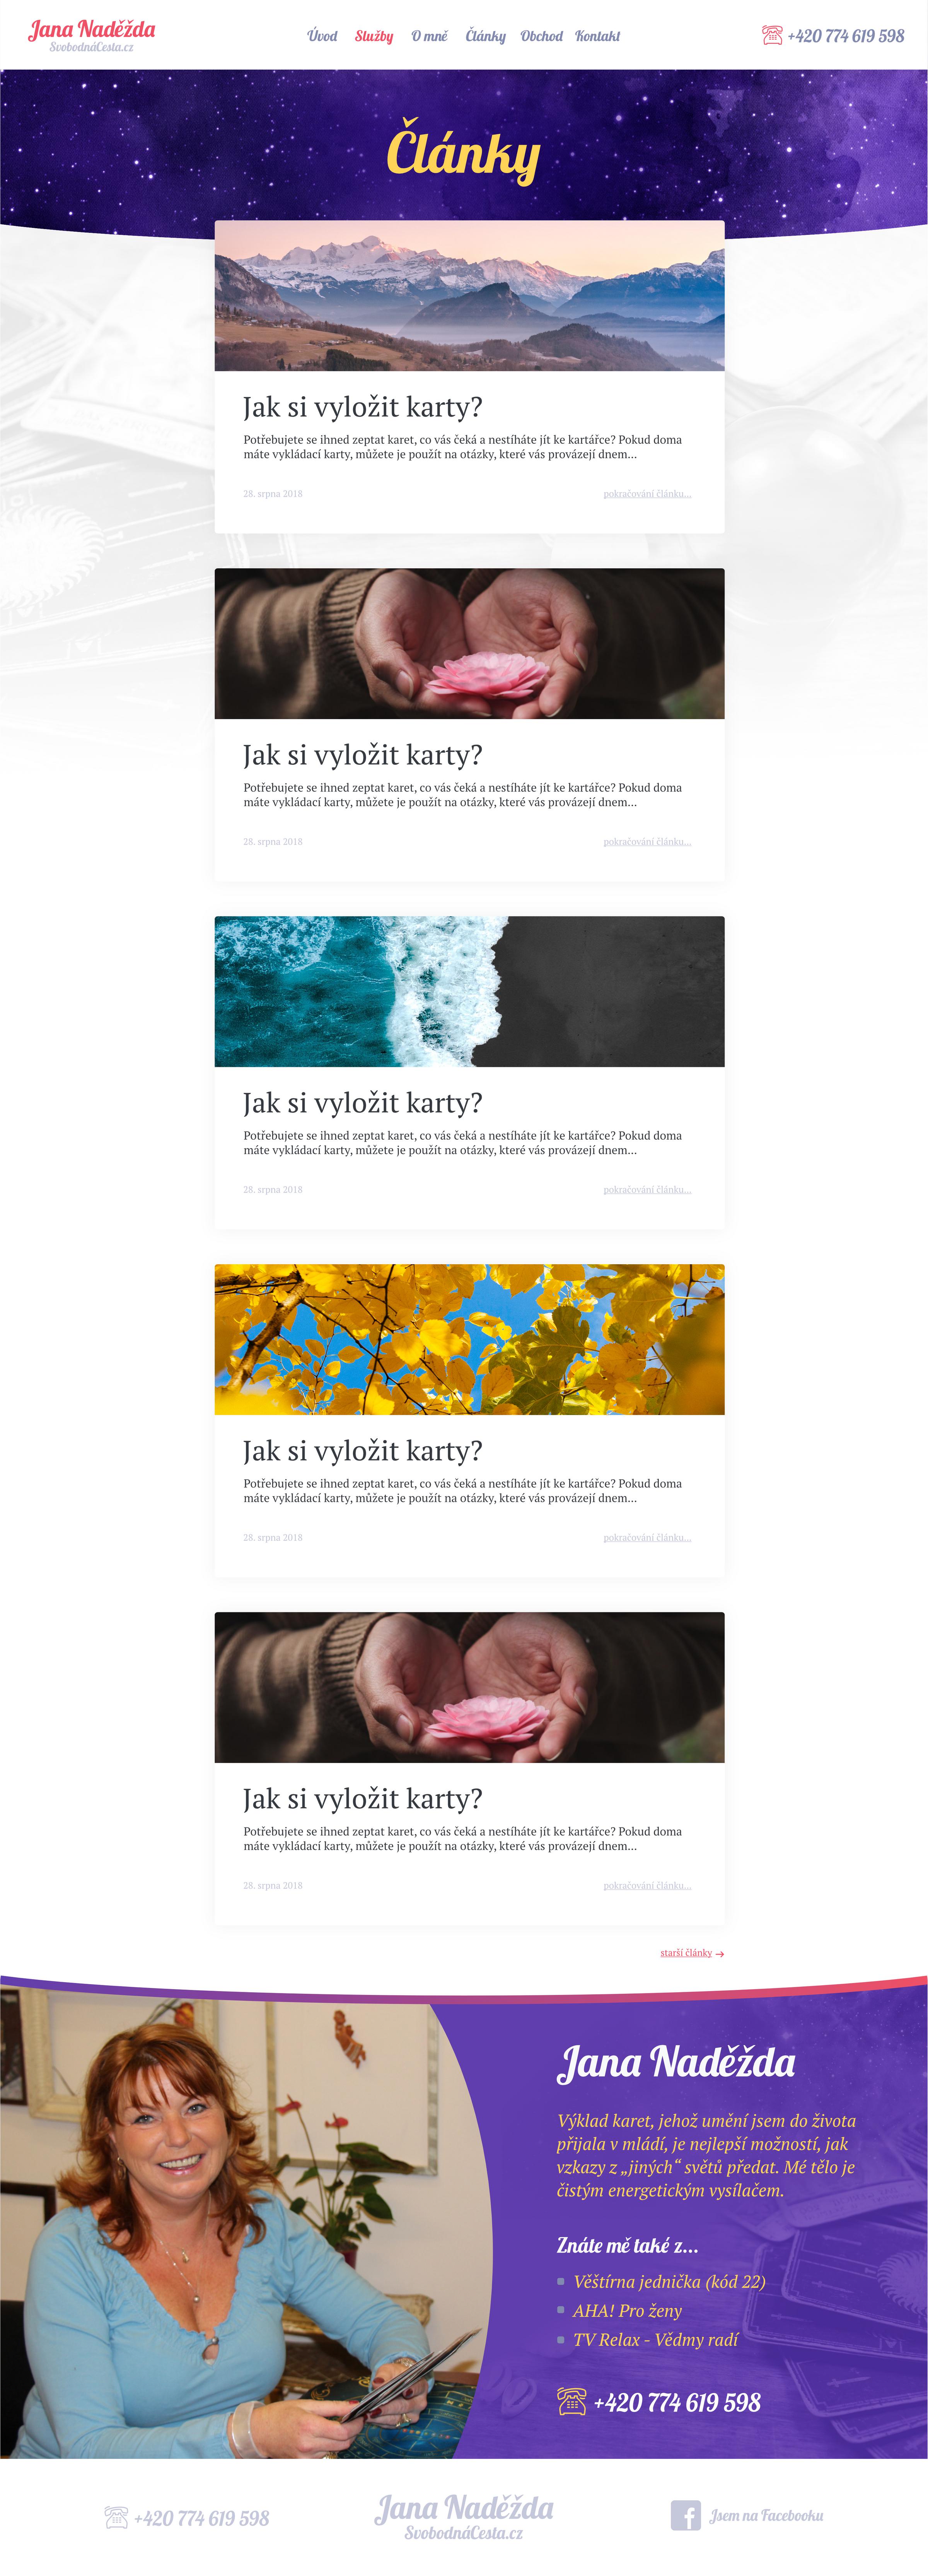 Jana Naděžda
SvobodnáCesta.cz
Úvod Služby O mně Články Obchod Kontakt
+420 774 619 598
Články
Jak si vyložit karty?
Potřebujete se ihned zeptat karet, co vás čeká a nestíháte jít ke kartářce? Pokud doma
máte vykládací karty, můžete je použít na otázky, které vás provázejí dnem...
28. srpna 2018 pokračování článku...
Jak si vyložit karty?
Potřebujete se ihned zeptat karet, co vás čeká a nestíháte jít ke kartářce? Pokud doma
máte vykládací karty, můžete je použít na otázky, které vás provázejí dnem...
28. srpna 2018 pokračování článku...
Jak si vyložit karty?
Potřebujete se ihned zeptat karet, co vás čeká a nestíháte jít ke kartářce? Pokud doma
máte vykládací karty, můžete je použít na otázky, které vás provázejí dnem...
28. srpna 2018 pokračování článku...
Jak si vyložit karty?
Potřebujete se ihned zeptat karet, co vás čeká a nestíháte jít ke kartářce? Pokud doma
máte vykládací karty, můžete je použít na otázky, které vás provázejí dnem...
28. srpna 2018 pokračování článku...
Jak si vyložit karty?
Potřebujete se ihned zeptat karet, co vás čeká a nestíháte jít ke kartářce? Pokud doma
máte vykládací karty, můžete je použít na otázky, které vás provázejí dnem...
28. srpna 2018 pokračování článku...
starší články →
Jana Naděžda
Výklad karet, jehož umění jsem do života
přijala v mládí, je nejlepší možností, jak
vzkazy z „jiných“ světů předat. Mé tělo je
čistým energetickým vysílačem.
Znáte mě také z...
Věštírna jednička (kód 22)
AHA! Pro ženy
TV Relax - Vědmy radí
+420 774 619 598
+420 774 619 598
Jana Naděžda
SvobodnáCesta.cz
Jsem na Facebooku